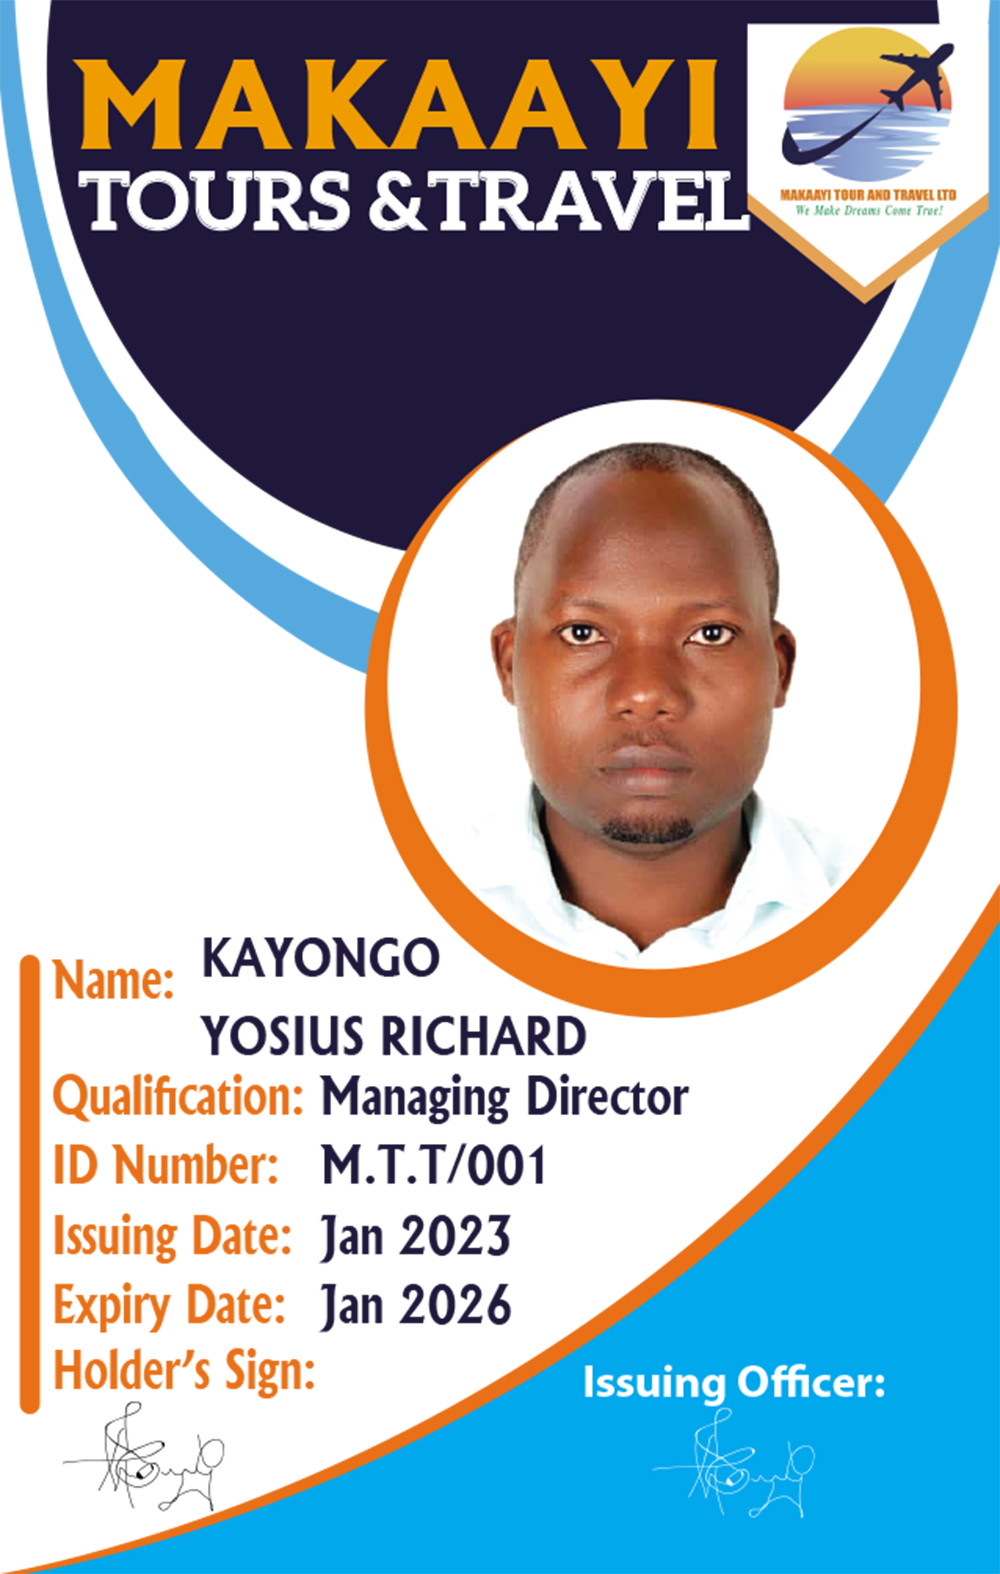 MAKAAYI
TOURS & TRAVEL
MAKAAYI TOUR AND TRAVEL LTD
We Make Dreams Come True!
Name: KAYONGO
YOSIUS RICHARD
Qualification: Managing Director
ID Number: M.T.T/001
Issuing Date: Jan 2023
Expiry Date: Jan 2026
Holder's Sign:
Issuing Officer: